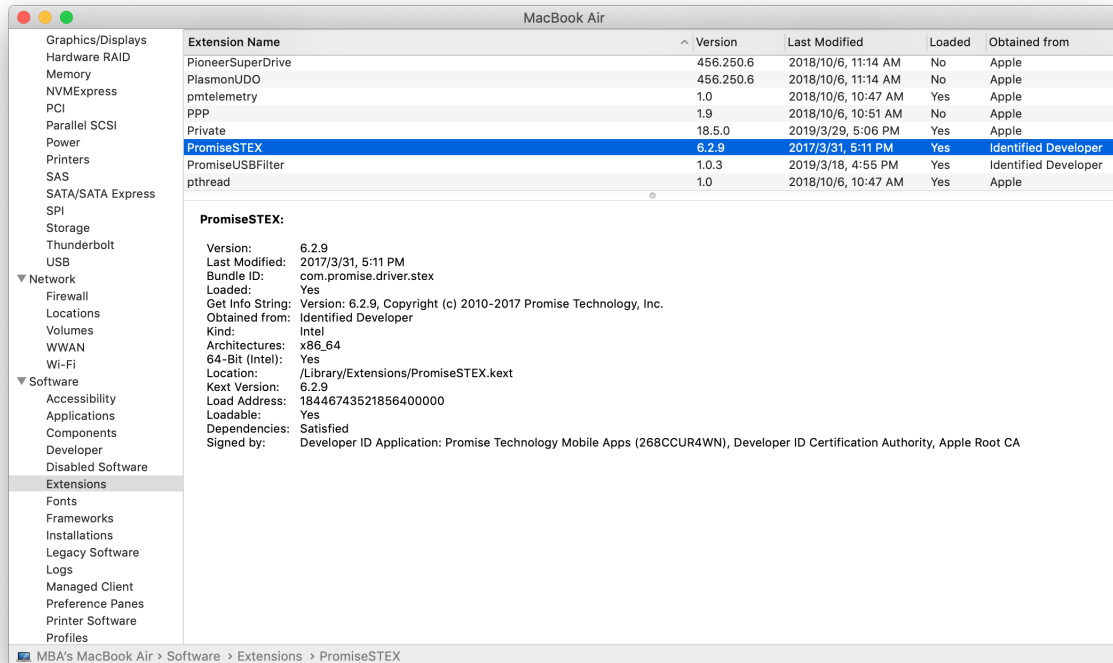 MacBook Air
Graphics/Displays
Hardware RAID
Memory
NVMExpress
PCI
Parallel SCSI
Power
Printers
SAS
SATA/SATA Express
SPI
Storage
Thunderbolt
USB
Network
Firewall
Locations
Volumes
WWAN
Wi-Fi
Software
Accessibility
Applications
Components
Developer
Disabled Software
Extensions
Fonts
Frameworks
Installations
Legacy Software
Logs
Managed Client
Preference Panes
Printer Software
Profiles
Extension Name Version Last Modified Loaded Obtained from
PioneerSuperDrive 456.250.6 2018/10/6, 11:14 AM No Apple
PlasmonUDO 456.250.6 2018/10/6, 11:14 AM No Apple
pmtelemetry 1.0 2018/10/6, 10:47 AM Yes Apple
PPP 1.9 2018/10/6, 10:51 AM No Apple
Private 18.5.0 2019/3/29, 5:06 PM Yes Apple
PromiseSTEX 6.2.9 2017/3/31, 5:11 PM Yes Identified Developer
PromiseUSBFilter 1.0.3 2019/3/18, 4:55 PM Yes Identified Developer
pthread 1.0 2018/10/6, 10:47 AM Yes Apple
PromiseSTEX:
Version: 6.2.9
Last Modified: 2017/3/31, 5:11 PM
Bundle ID: com.promise.driver.stex
Loaded: Yes
Get Info String: Version: 6.2.9, Copyright (c) 2010-2017 Promise Technology, Inc.
Obtained from: Identified Developer
Kind: Intel
Architectures: x86_64
64-Bit (Intel): Yes
Location: /Library/Extensions/PromiseSTEX.kext
Kext Version: 6.2.9
Load Address: 18446743521856400000
Loadable: Yes
Dependencies: Satisfied
Signed by: Developer ID Application: Promise Technology Mobile Apps (268CCUR4WN), Developer ID Certification Authority, Apple Root CA
MBA's MacBook Air › Software › Extensions › PromiseSTEX